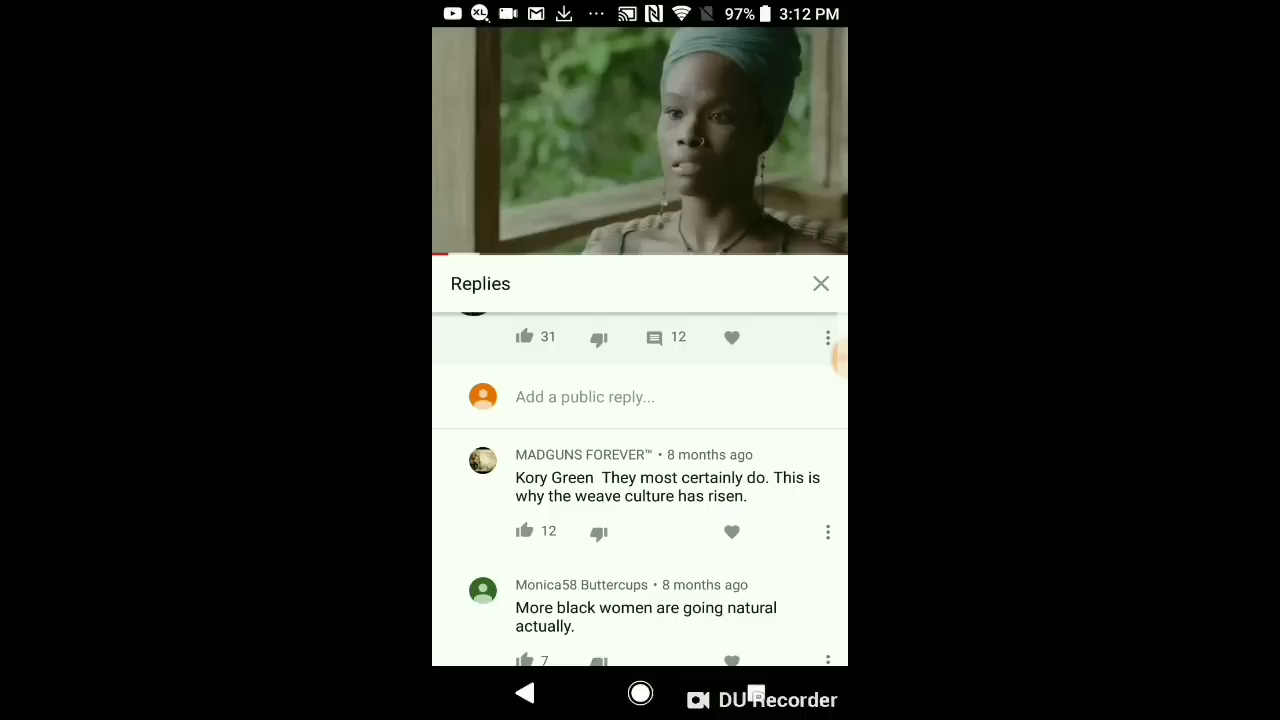 XL
97% 3:12 PM
Replies
31
12
Add a public reply...
MADGUNS FOREVER™ • 8 months ago
Kory Green  They most certainly do. This is
why the weave culture has risen.
12
Monica58 Buttercups • 8 months ago
More black women are going natural
actually.
7
DU Recorder